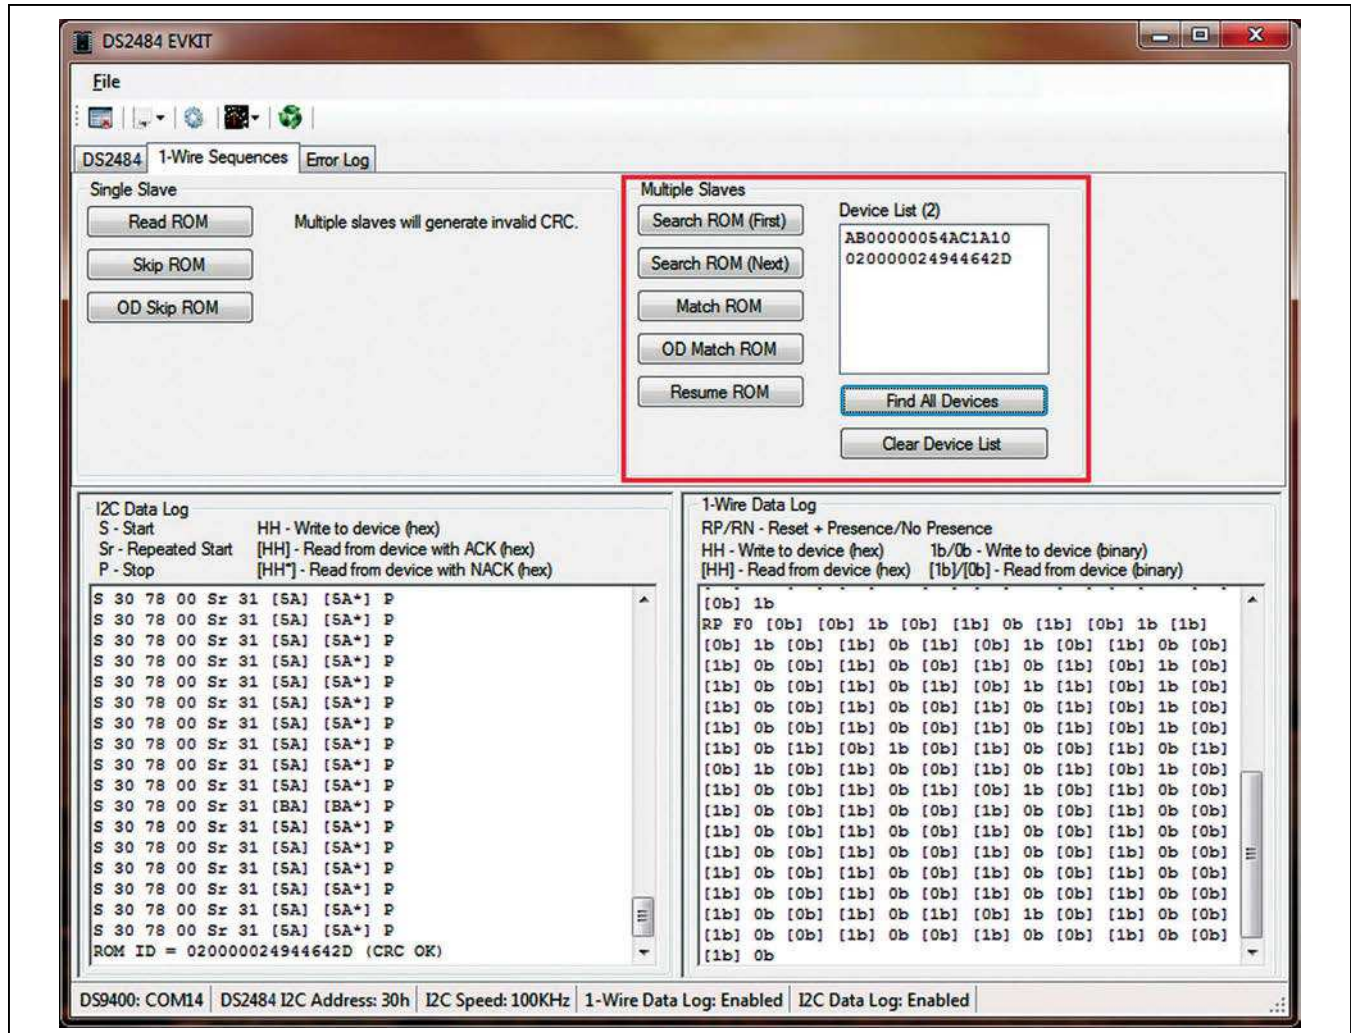 DS2484 EVKIT
File
DS2484 1-Wire Sequences Error Log
Single Slave
Read ROM Multiple slaves will generate invalid CRC.
Skip ROM
OD Skip ROM
Multiple Slaves
Search ROM (First)
Search ROM (Next)
Match ROM
OD Match ROM
Resume ROM
Device List (2)
AB00000054AC1A10
020000024944642D
Find All Devices
Clear Device List
I2C Data Log
S - Start HH - Write to device (hex)
Sr - Repeated Start [HH] - Read from device with ACK (hex)
P - Stop [HH*] - Read from device with NACK (hex)
S 30 78 00 Sr 31 [5A] [5A*] P
S 30 78 00 Sr 31 [5A] [5A*] P
S 30 78 00 Sr 31 [5A] [5A*] P
S 30 78 00 Sr 31 [5A] [5A*] P
S 30 78 00 Sr 31 [5A] [5A*] P
S 30 78 00 Sr 31 [5A] [5A*] P
S 30 78 00 Sr 31 [5A] [5A*] P
S 30 78 00 Sr 31 [5A] [5A*] P
S 30 78 00 Sr 31 [5A] [5A*] P
S 30 78 00 Sr 31 [5A] [5A*] P
S 30 78 00 Sr 31 [BA] [BA*] P
S 30 78 00 Sr 31 [5A] [5A*] P
S 30 78 00 Sr 31 [5A] [5A*] P
S 30 78 00 Sr 31 [5A] [5A*] P
S 30 78 00 Sr 31 [5A] [5A*] P
S 30 78 00 Sr 31 [5A] [5A*] P
S 30 78 00 Sr 31 [5A] [5A*] P
ROM ID = 020000024944642D (CRC OK)
1-Wire Data Log
RP/RN - Reset + Presence/No Presence
HH - Write to device (hex) 1b/0b - Write to device (binary)
[HH] - Read from device (hex) [1b]/[0b] - Read from device (binary)
[0b] 1b
RP F0 [0b] [0b] 1b [0b] [1b] 0b [1b] [0b] 1b [1b]
[0b] 1b [0b] [1b] 0b [1b] [0b] 1b [0b] [1b] 0b [0b]
[1b] 0b [0b] [1b] 0b [0b] [1b] 0b [1b] [0b] 1b [0b]
[1b] 0b [0b] [1b] 0b [1b] [0b] 1b [1b] [0b] 1b [0b]
[1b] 0b [0b] [1b] 0b [0b] [1b] 0b [1b] [0b] 1b [0b]
[1b] 0b [0b] [1b] 0b [0b] [1b] 0b [1b] [0b] 1b [0b]
[1b] 0b [1b] [0b] 1b [0b] [1b] 0b [0b] [1b] 0b [1b]
[0b] 1b [0b] [1b] 0b [0b] [1b] 0b [1b] [0b] 1b [0b]
[1b] 0b [0b] [1b] 0b [1b] [0b] 1b [0b] [1b] 0b [0b]
[1b] 0b [0b] [1b] 0b [0b] [1b] 0b [0b] [1b] 0b [0b]
[1b] 0b [0b] [1b] 0b [0b] [1b] 0b [0b] [1b] 0b [0b]
[1b] 0b [0b] [1b] 0b [0b] [1b] 0b [0b] [1b] 0b [0b]
[1b] 0b [0b] [1b] 0b [0b] [1b] 0b [0b] [1b] 0b [0b]
[1b] 0b [0b] [1b] 0b [0b] [1b] 0b [0b] [1b] 0b [0b]
[1b] 0b [0b] [1b] 0b [1b] [0b] 1b [0b] [1b] 0b [0b]
[1b] 0b [0b] [1b] 0b [0b] [1b] 0b [0b] [1b] 0b [0b]
[1b] 0b
DS9400: COM14 DS2484 I2C Address: 30h I2C Speed: 100KHz 1-Wire Data Log: Enabled I2C Data Log: Enabled